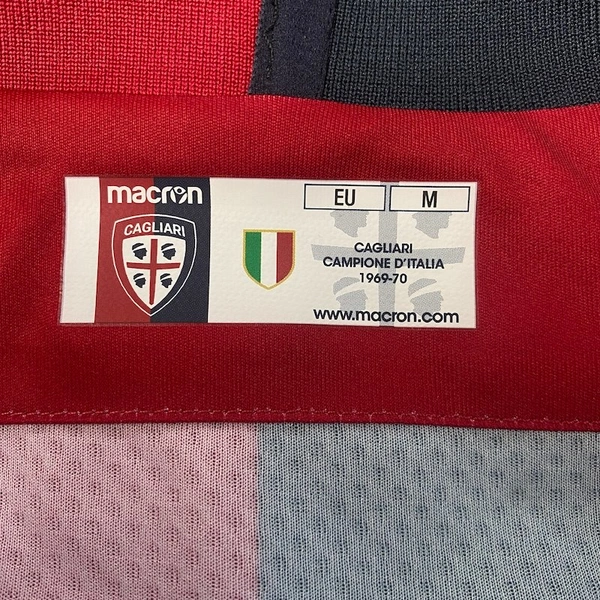 macron
CAGLIARI
EU
M
CAGLIARI
CAMPIONE D'ITALIA
1969-70
www.macron.com